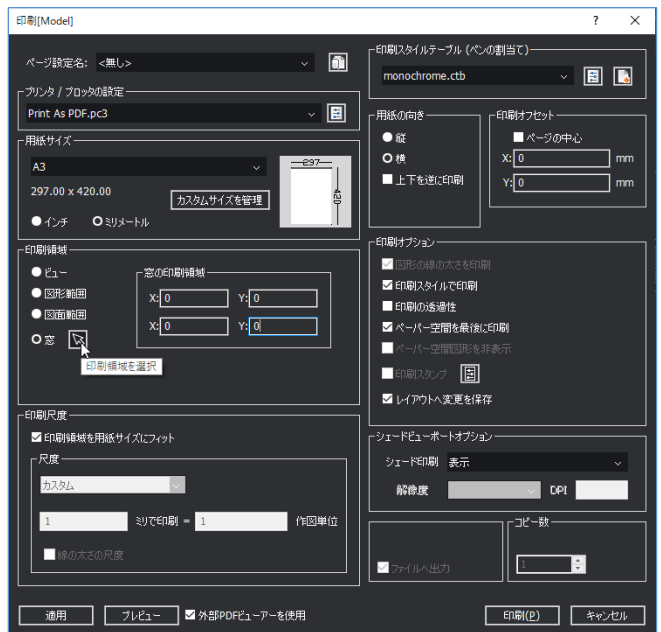 印刷[Model]
ページ設定名: <無し>
プリンタ / プロッタの設定
Print As PDF.pc3
用紙サイズ
A3
297.00 x 420.00
カスタムサイズを管理
インチ ミリメートル
297
420
印刷領域
ビュー
図形範囲
図面範囲
窓
窓の印刷領域
X: 0 Y: 0
X: 0 Y: 0
印刷領域を選択
印刷尺度
印刷領域を用紙サイズにフィット
尺度
カスタム
1 ミリで印刷 = 1 作図単位
線の太さの尺度
印刷スタイルテーブル (ペンの割当て)
monochrome.ctb
用紙の向き
縦
横
上下を逆に印刷
印刷オフセット
ページの中心
X: 0 mm
Y: 0 mm
印刷オプション
図形の線の太さを印刷
印刷スタイルで印刷
印刷の透過性
ペーパー空間を最後に印刷
ペーパー空間図形を非表示
印刷スタンプ
レイアウトへ変更を保存
シェードビューポートオプション
シェード印刷 表示
解像度 DPI
ファイルへ出力
コピー数
1
適用 プレビュー 外部PDFビューアーを使用 印刷(P) キャンセル